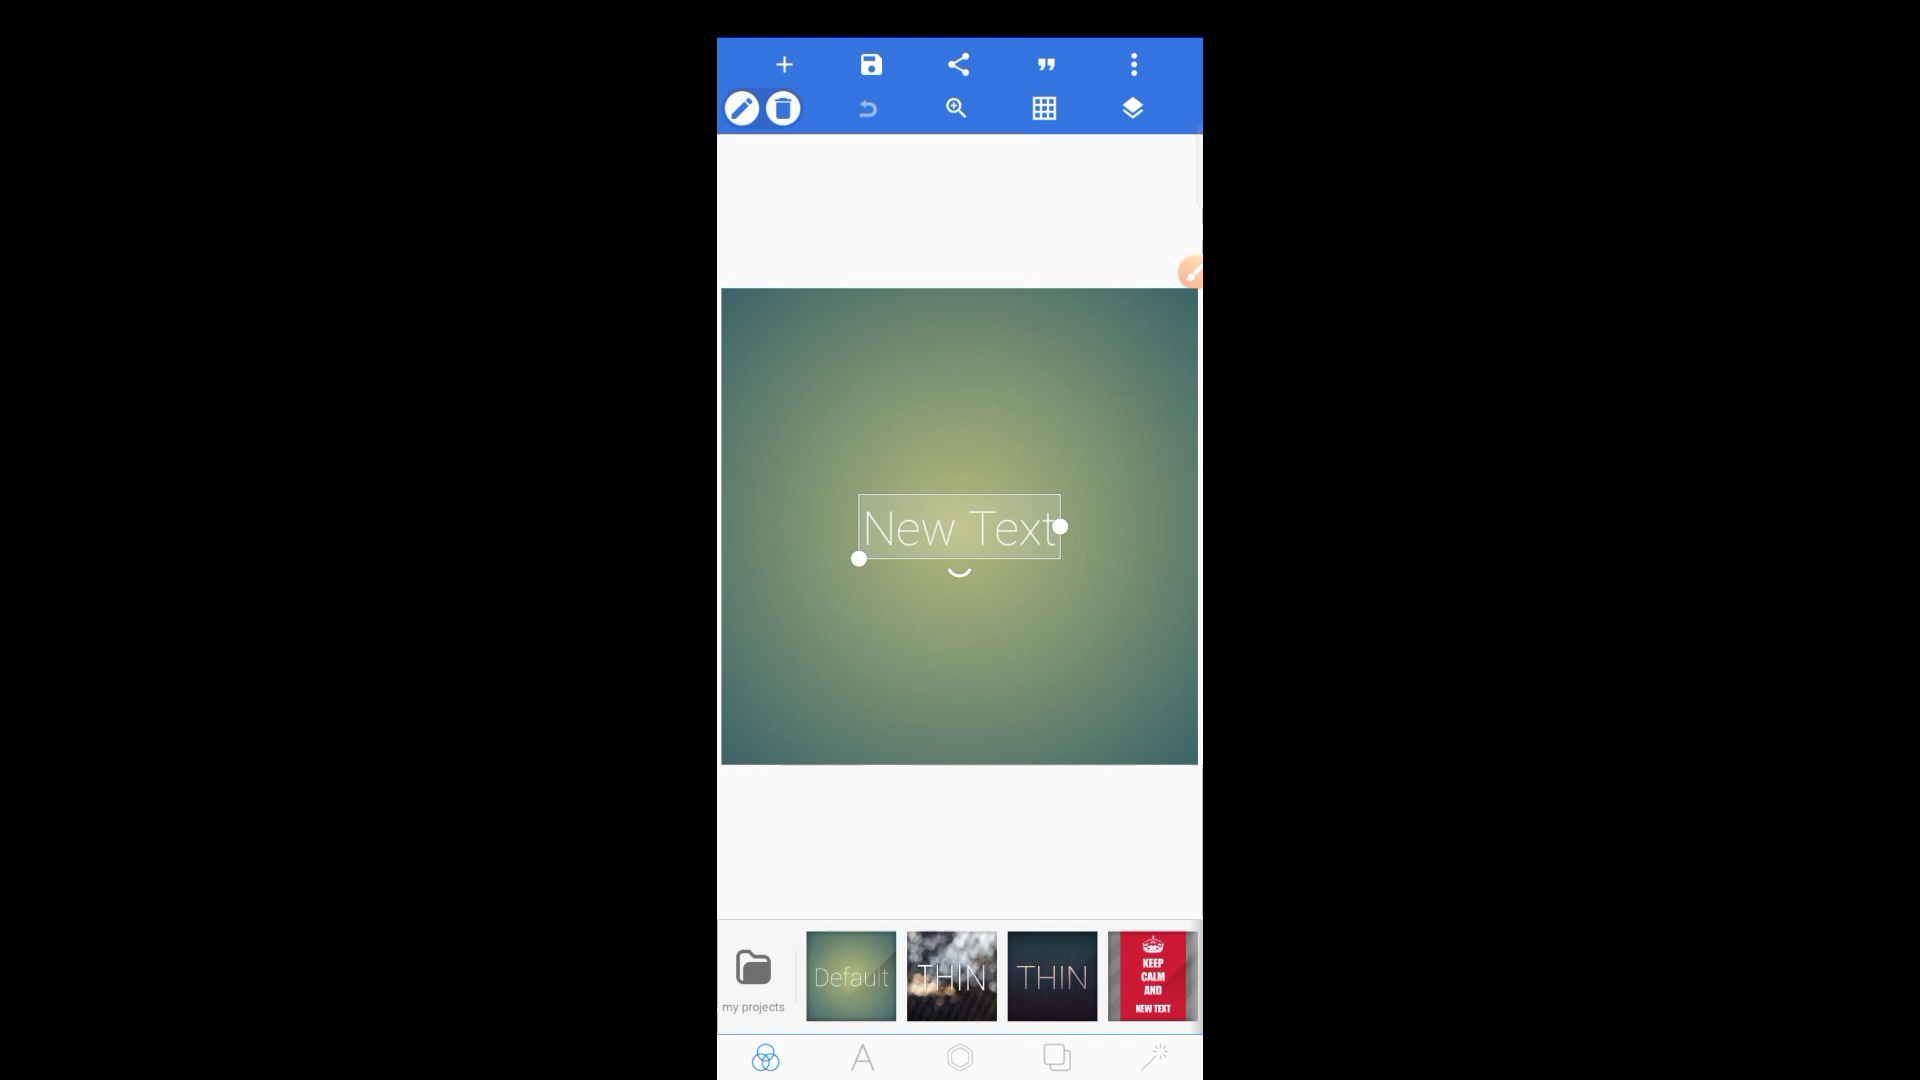 New Text
my projects
Default
THIN
THIN
KEEP
CALM
AND
NEW TEXT